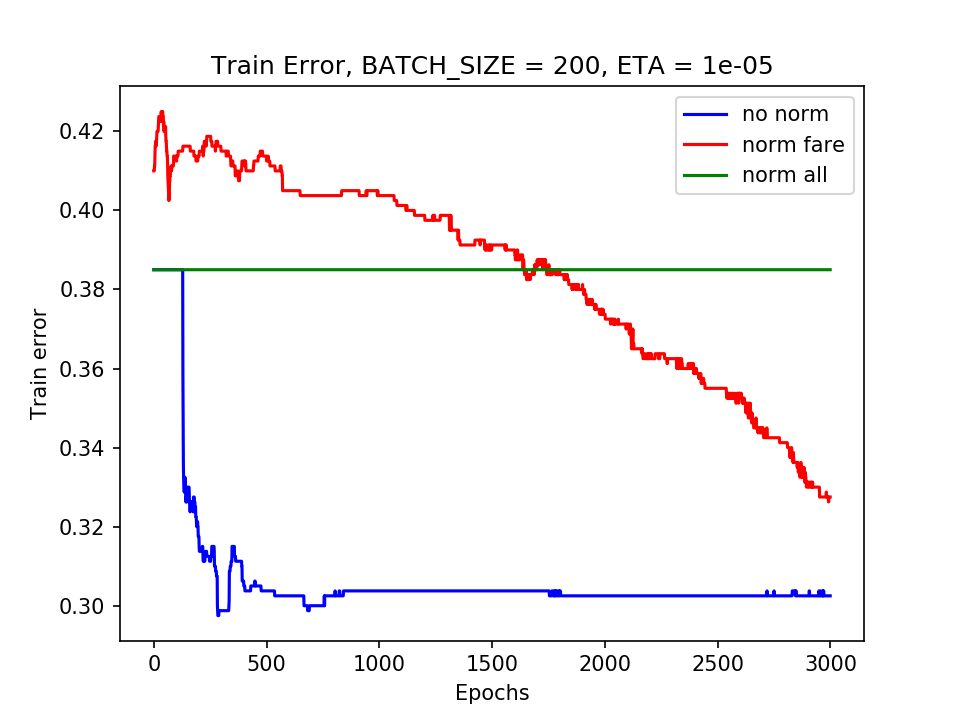 Train Error, BATCH_SIZE = 200, ETA = 1e-05
no norm
norm fare
norm all
0.42
0.40
0.38
0.36
0.34
0.32
0.30
Train error
0 500 1000 1500 2000 2500 3000
Epochs